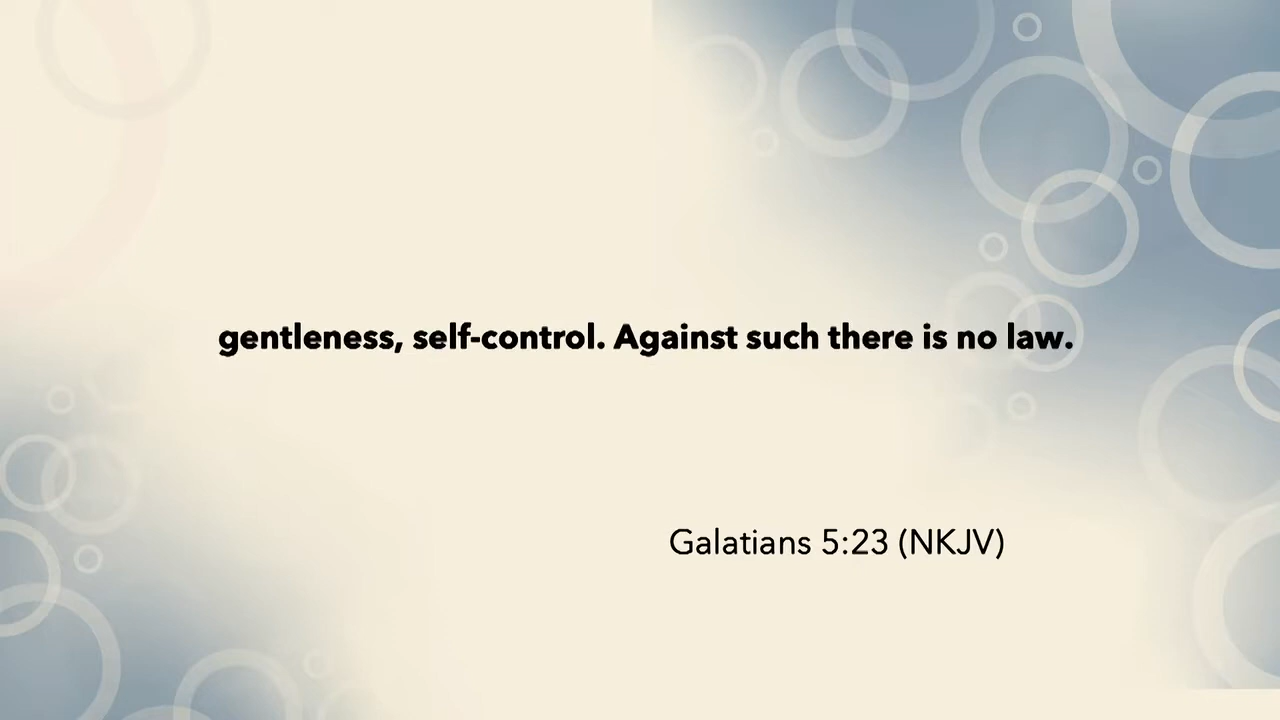 gentleness, self-control. Against such there is no law.
Galatians 5:23 (NKJV)